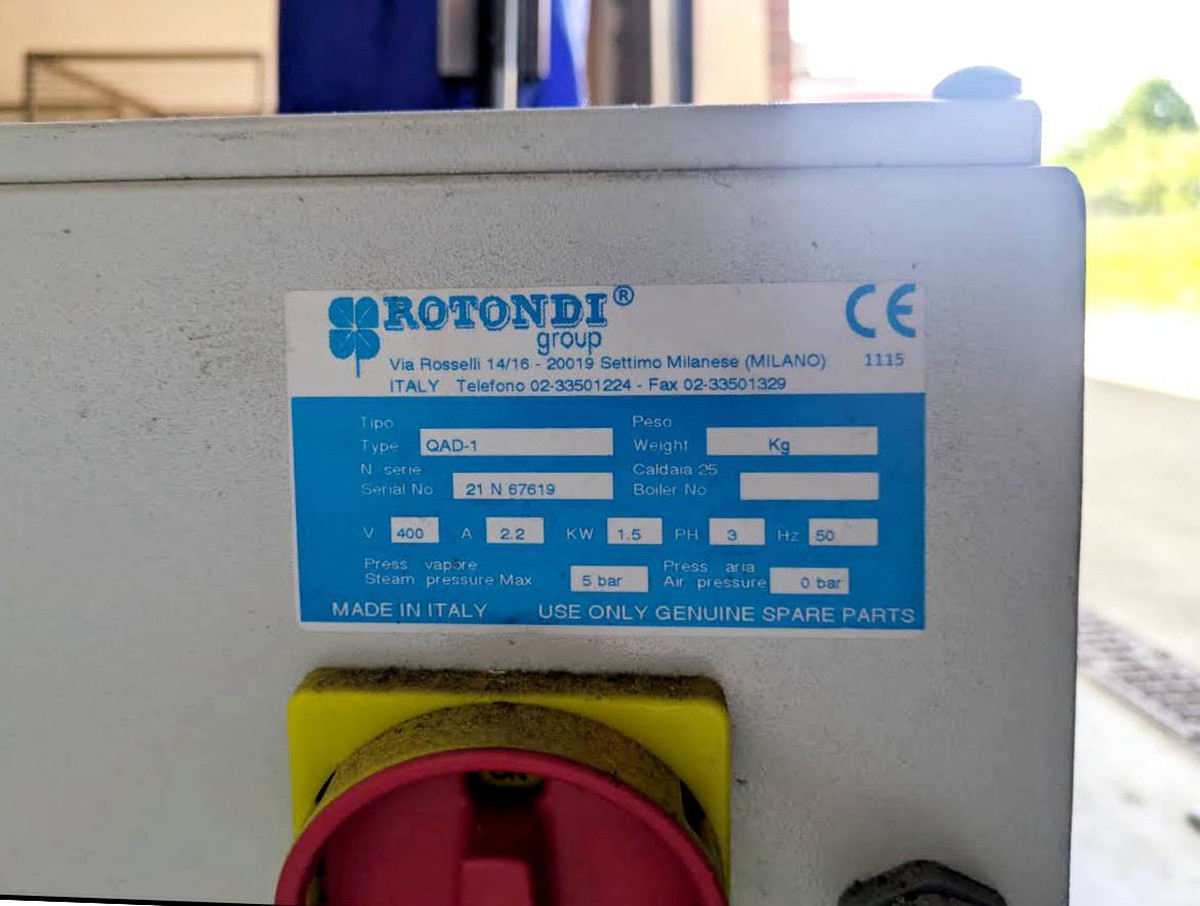 ROTONDI®
group
CE
Via Rosselli 14/16 - 20019 Settimo Milanese (MILANO) 1115
ITALY Telefono 02-33501224 - Fax 02-33501329
Tipo Peso
Type QAD-1 Weight Kg
N serie Caldaia 25
Serial No 21 N 67619 Boiler No
V 400 A 2.2 KW 1.5 PH 3 Hz 50
Press vapore Press aria
Steam pressure Max 5 bar Air pressure 0 bar
MADE IN ITALY USE ONLY GENUINE SPARE PARTS
ON